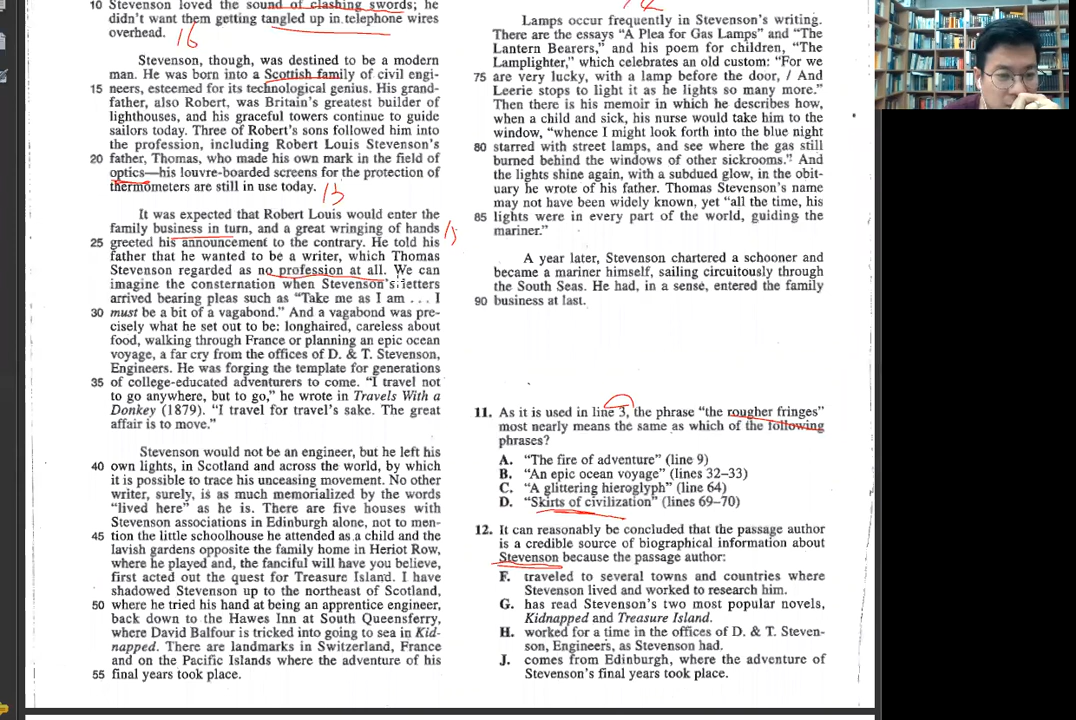 10 Stevenson loved the sound of clashing swords; he
didn't want them getting tangled up in telephone wires
overhead.
16
Stevenson, though, was destined to be a modern
man. He was born into a Scottish family of civil engi-
15 neers, esteemed for its technological genius. His grand-
father, also Robert, was Britain's greatest builder of
lighthouses, and his graceful towers continue to guide
sailors today. Three of Robert's sons followed him into
the profession, including Robert Louis Stevenson's
20 father, Thomas, who made his own mark in the field of
optics—his louvre-boarded screens for the protection of
thermometers are still in use today.
13
It was expected that Robert Louis would enter the
family business in turn, and a great wringing of hands
25 greeted his announcement to the contrary. He told his
father that he wanted to be a writer, which Thomas
Stevenson regarded as no profession at all. We can
imagine the consternation when Stevenson's letters
arrived bearing pleas such as "Take me as I am . . . I
30 must be a bit of a vagabond." And a vagabond was pre-
cisely what he set out to be: longhaired, careless about
food, walking through France or planning an epic ocean
voyage, a far cry from the offices of D. & T. Stevenson,
Engineers. He was forging the template for generations
35 of college-educated adventurers to come. "I travel not
to go anywhere, but to go," he wrote in Travels With a
Donkey (1879). "I travel for travel's sake. The great
affair is to move."
Stevenson would not be an engineer, but he left his
40 own lights, in Scotland and across the world, by which
it is possible to trace his unceasing movement. No other
writer, surely, is as much memorialized by the words
"lived here" as he is. There are five houses with
Stevenson associations in Edinburgh alone, not to men-
45 tion the little schoolhouse he attended as a child and the
lavish gardens opposite the family home in Heriot Row,
where he played and, the fanciful will have you believe,
first acted out the quest for Treasure Island. I have
shadowed Stevenson up to the northeast of Scotland,
50 where he tried his hand at being an apprentice engineer,
back down to the Hawes Inn at South Queensferry,
where David Balfour is tricked into going to sea in Kid-
napped. There are landmarks in Switzerland, France
and on the Pacific Islands where the adventure of his
55 final years took place.
Lamps occur frequently in Stevenson's writing.
There are the essays "A Plea for Gas Lamps" and "The
Lantern Bearers," and his poem for children, "The
Lamplighter," which celebrates an old custom: "For we
75 are very lucky, with a lamp before the door, / And
Leerie stops to light it as he lights so many more."
Then there is his memoir in which he describes how,
when a child and sick, his nurse would take him to the
window, "whence I might look forth into the blue night
80 starred with street lamps, and see where the gas still
burned behind the windows of other sickrooms." And
the lights shine again, with a subdued glow, in the obit-
uary he wrote of his father. Thomas Stevenson's name
may not have been widely known, yet "all the time, his
85 lights were in every part of the world, guiding the
mariner."
A year later, Stevenson chartered a schooner and
became a mariner himself, sailing circuitously through
the South Seas. He had, in a sense, entered the family
90 business at last.
11. As it is used in line 3, the phrase "the rougher fringes"
most nearly means the same as which of the following
phrases?
A. "The fire of adventure" (line 9)
B. "An epic ocean voyage" (lines 32–33)
C. "A glittering hieroglyph" (line 64)
D. "Skirts of civilization" (lines 69–70)
12. It can reasonably be concluded that the passage author
is a credible source of biographical information about
Stevenson because the passage author:
F. traveled to several towns and countries where
Stevenson lived and worked to research him.
G. has read Stevenson's two most popular novels,
Kidnapped and Treasure Island.
H. worked for a time in the offices of D. & T. Steven-
son, Engineers, as Stevenson had.
J. comes from Edinburgh, where the adventure of
Stevenson's final years took place.